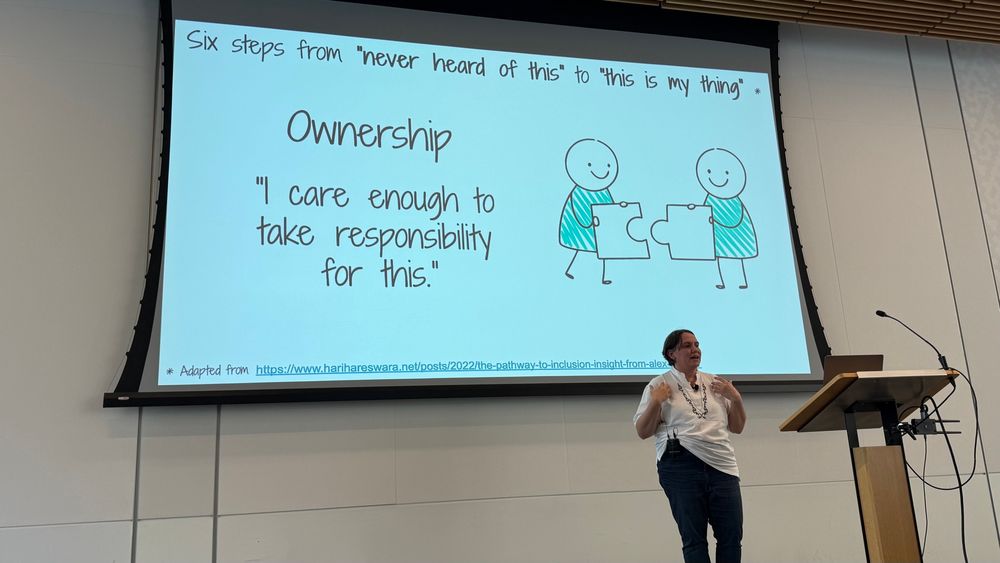 Six steps from "never heard of this" to "this is my thing" *
Ownership
"I care enough to
take responsibility
for this."
* Adapted from https://www.harihareswara.net/posts/2022/the-pathway-to-inclusion-insight-from-alex